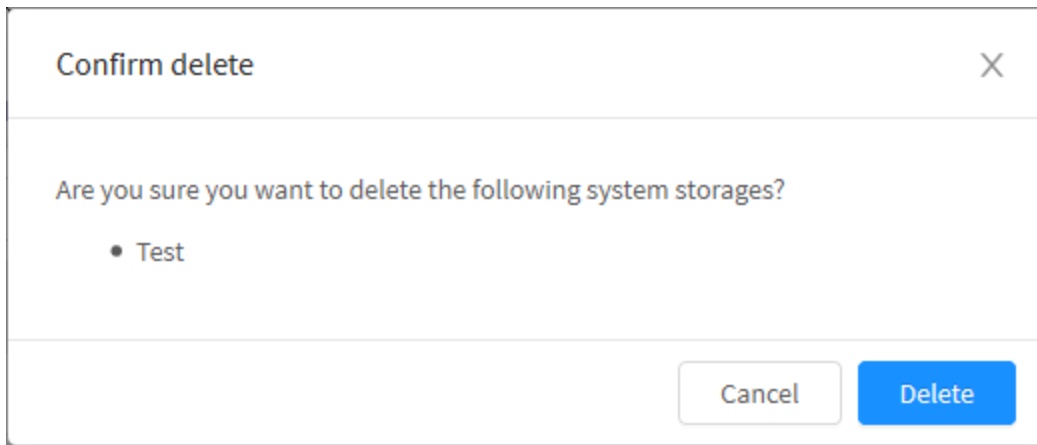 Confirm delete
Are you sure you want to delete the following system storages?
• Test
Cancel Delete